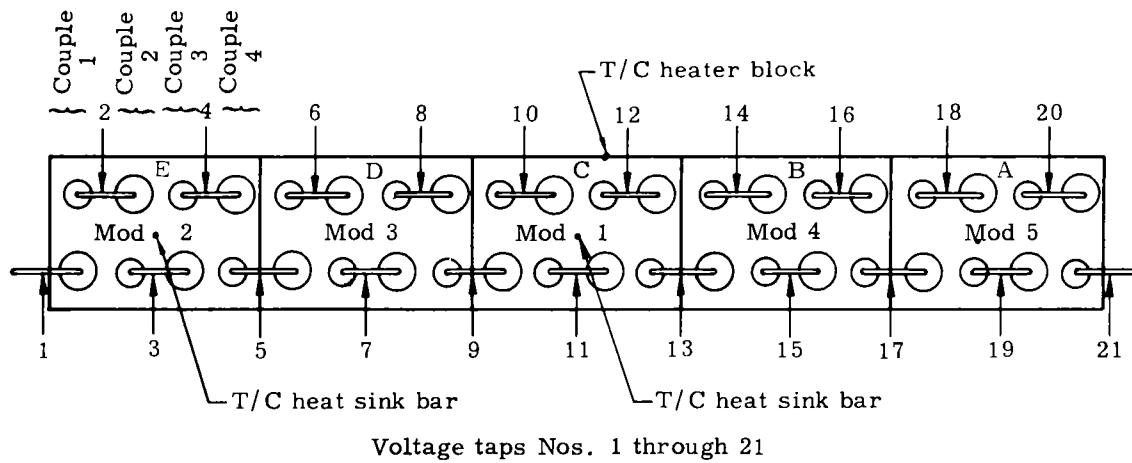 Couple 1
Couple 2
Couple 3
Couple 4
T/C heater block
2 4 6 8 10 12 14 16 18 20
E D C B A
Mod 2 Mod 3 Mod 1 Mod 4 Mod 5
1 3 5 7 9 11 13 15 17 19 21
T/C heat sink bar T/C heat sink bar
Voltage taps Nos. 1 through 21